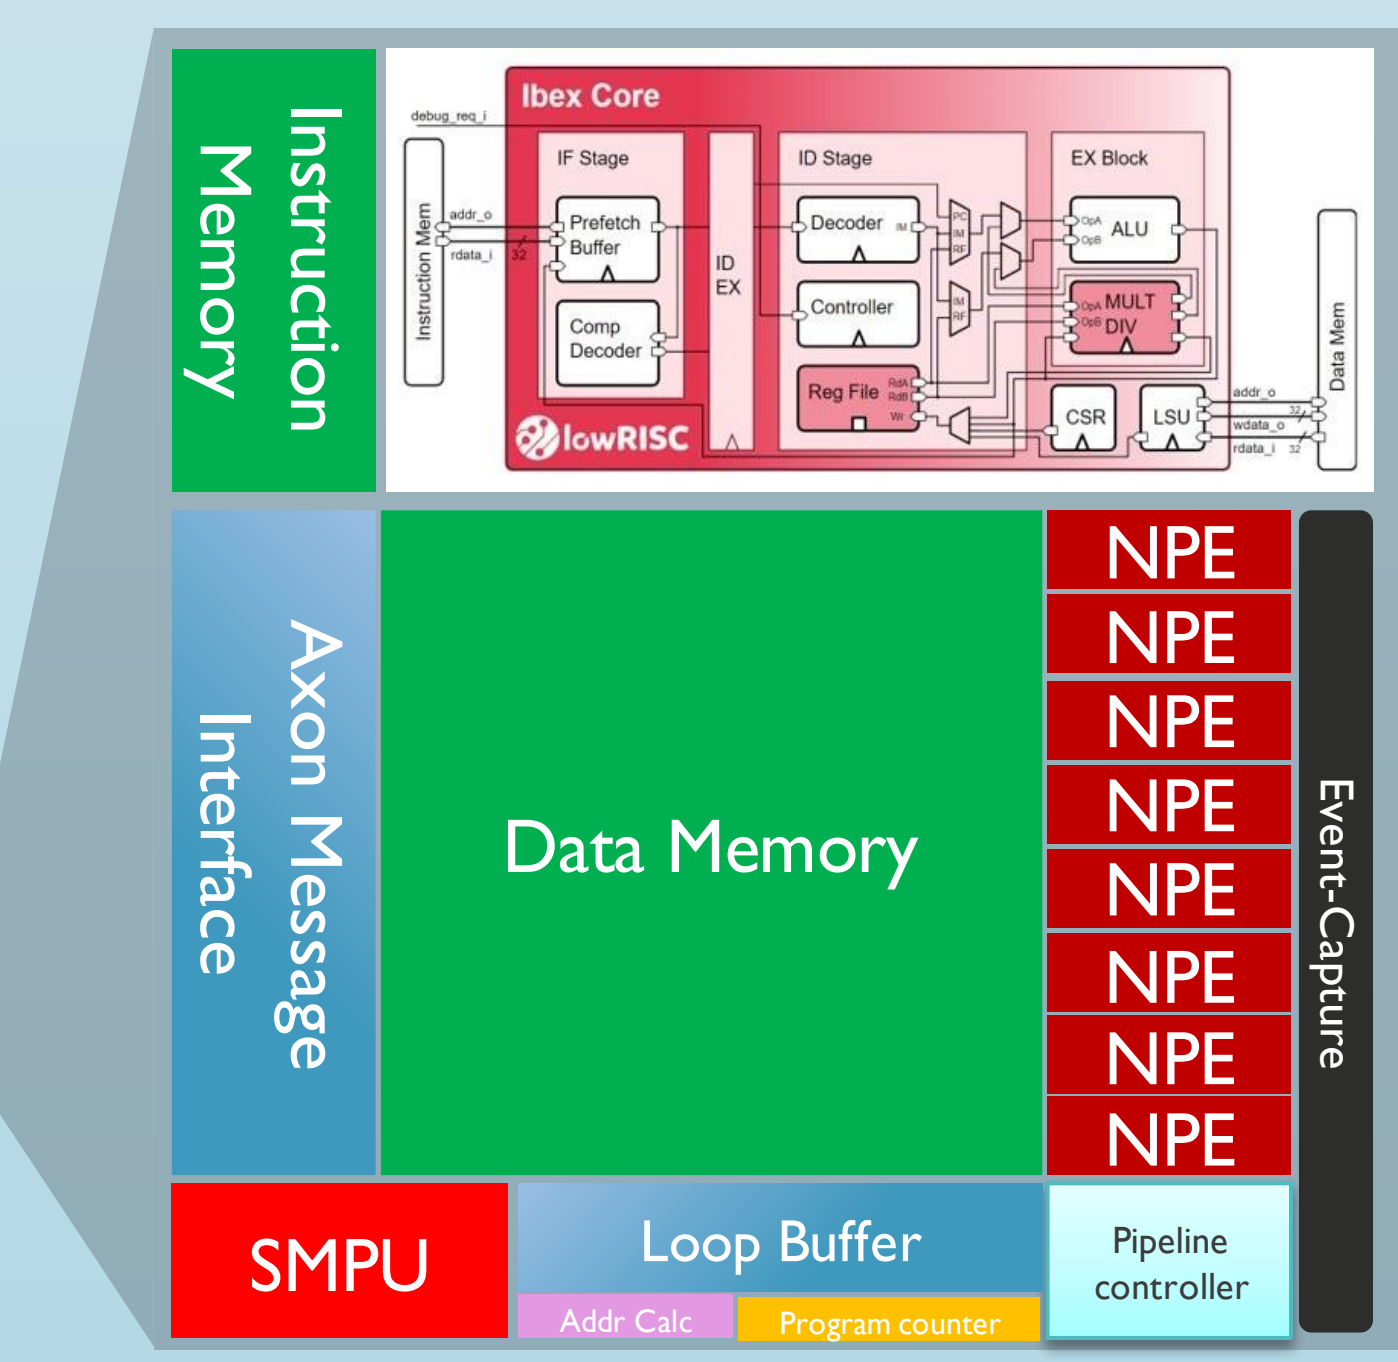 Instruction
Memory
Ibex Core
debug_req_i
IF Stage
ID Stage
EX Block
Instruction Mem
addr_o
rdata_i
32
Prefetch
Buffer
Comp
Decoder
ID
EX
Decoder
IM
Controller
Reg File
RdA
RdB
Wr
PC
IM
RF
IM
RF
OpA
OpB
ALU
OpA
OpB
MULT
DIV
CSR
LSU
addr_o
32
wdata_o
rdata_i
32
Data Mem
lowRISC
Axon Message
Interface
Data Memory
NPE
NPE
NPE
NPE
NPE
NPE
NPE
NPE
Event-Capture
SMPU
Loop Buffer
Addr Calc
Program counter
Pipeline
controller